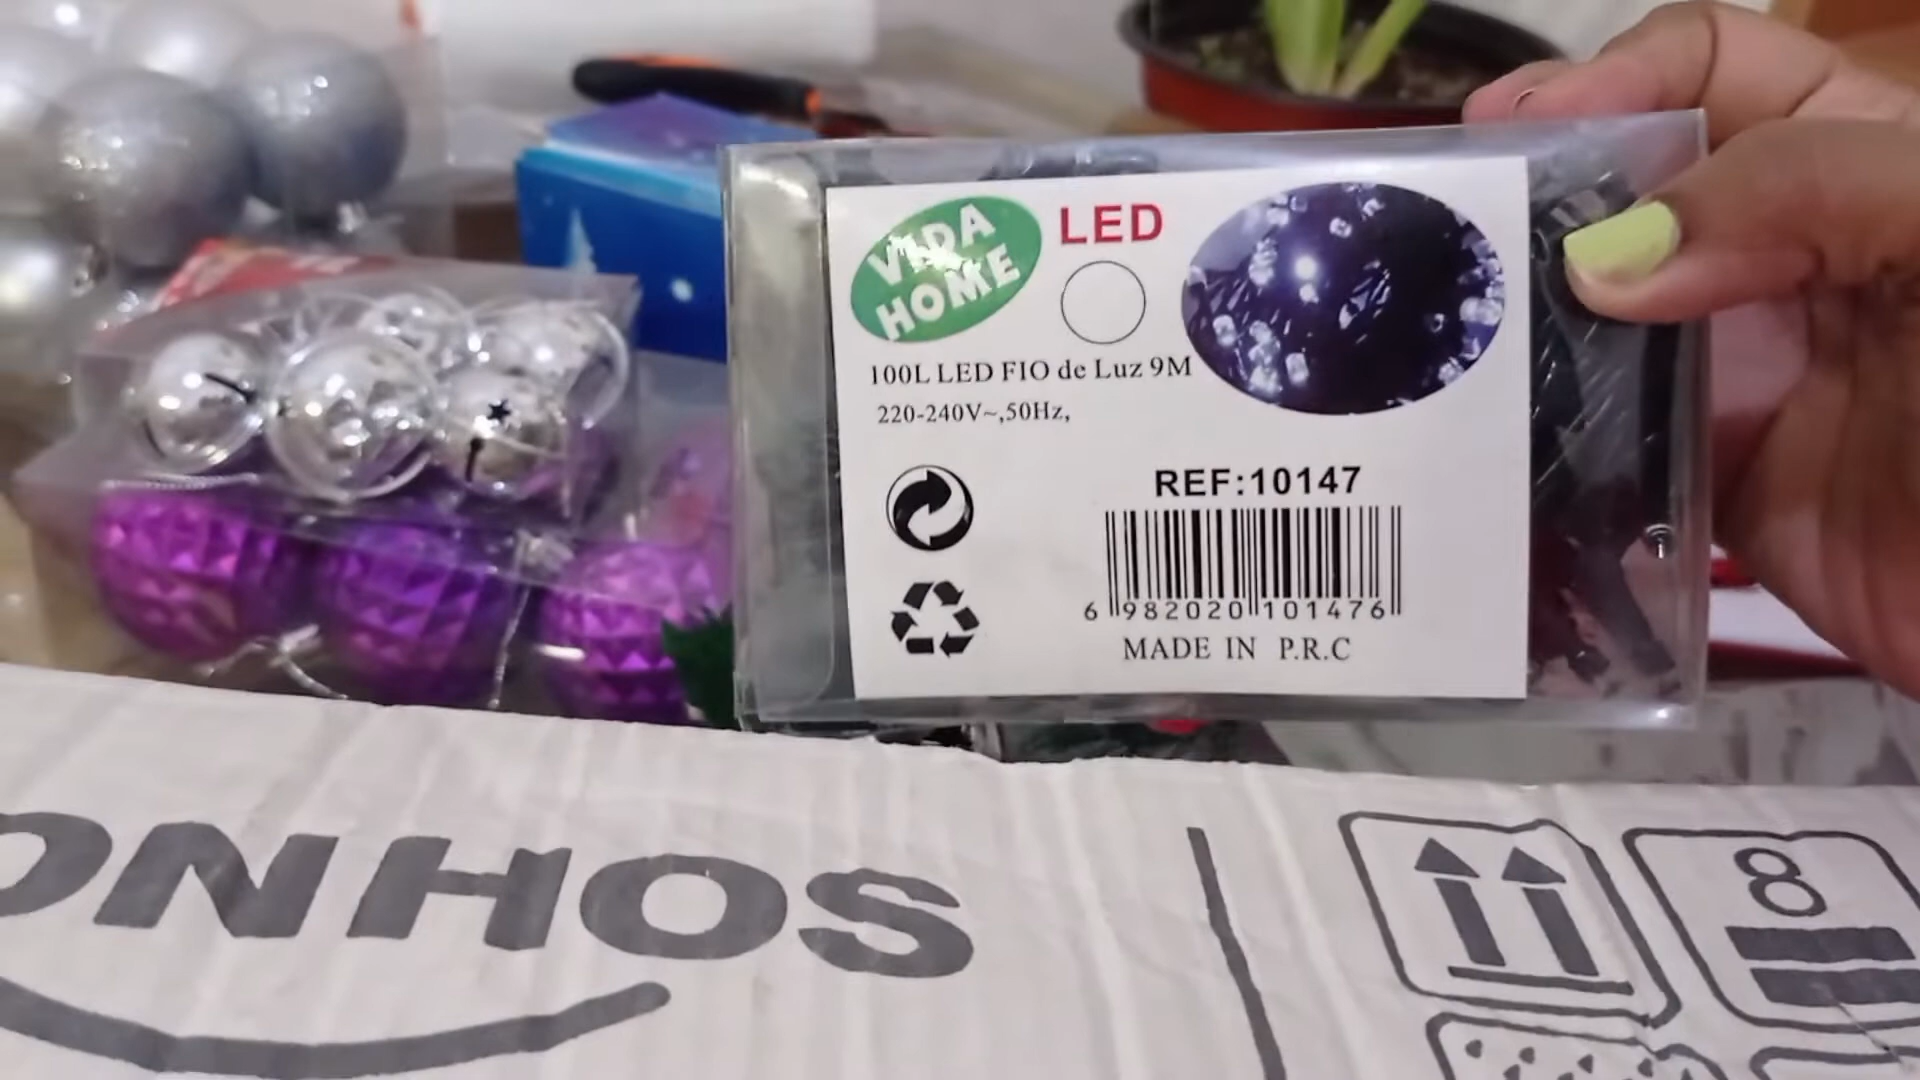 VIDA
HOME
LED
100L LED FIO de Luz 9M
220-240V~,50Hz,
REF:10147
6 982020 101476
MADE IN P.R.C
ONHOS
8